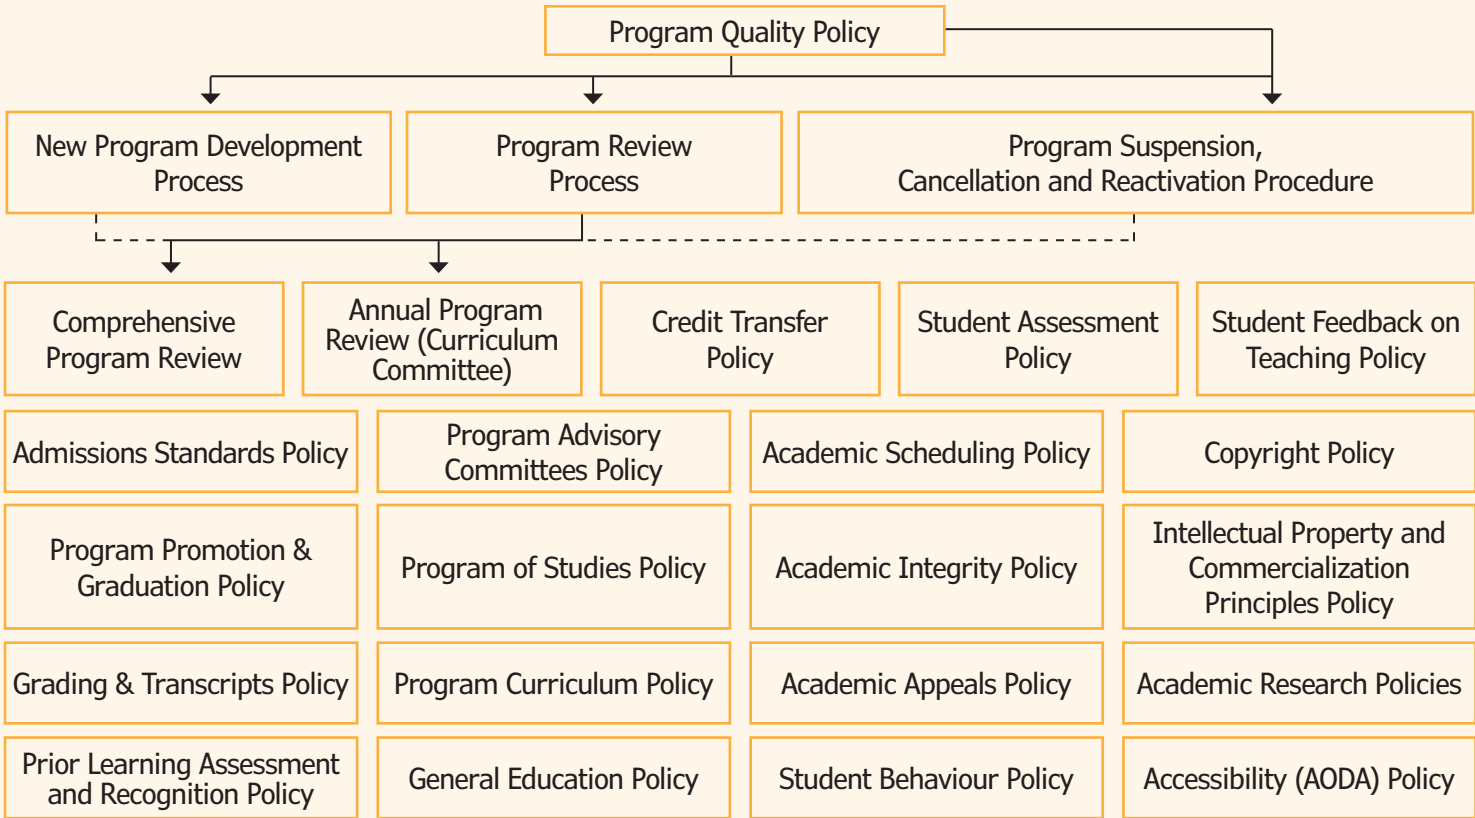 Program Quality Policy
New Program Development
Process
Program Review
Process
Program Suspension,
Cancellation and Reactivation Procedure
Comprehensive
Program Review
Annual Program
Review (Curriculum
Committee)
Credit Transfer
Policy
Student Assessment
Policy
Student Feedback on
Teaching Policy
Admissions Standards Policy
Program Advisory
Committees Policy
Academic Scheduling Policy
Copyright Policy
Program Promotion &
Graduation Policy
Program of Studies Policy
Academic Integrity Policy
Intellectual Property and
Commercialization
Principles Policy
Grading & Transcripts Policy
Program Curriculum Policy
Academic Appeals Policy
Academic Research Policies
Prior Learning Assessment
and Recognition Policy
General Education Policy
Student Behaviour Policy
Accessibility (AODA) Policy